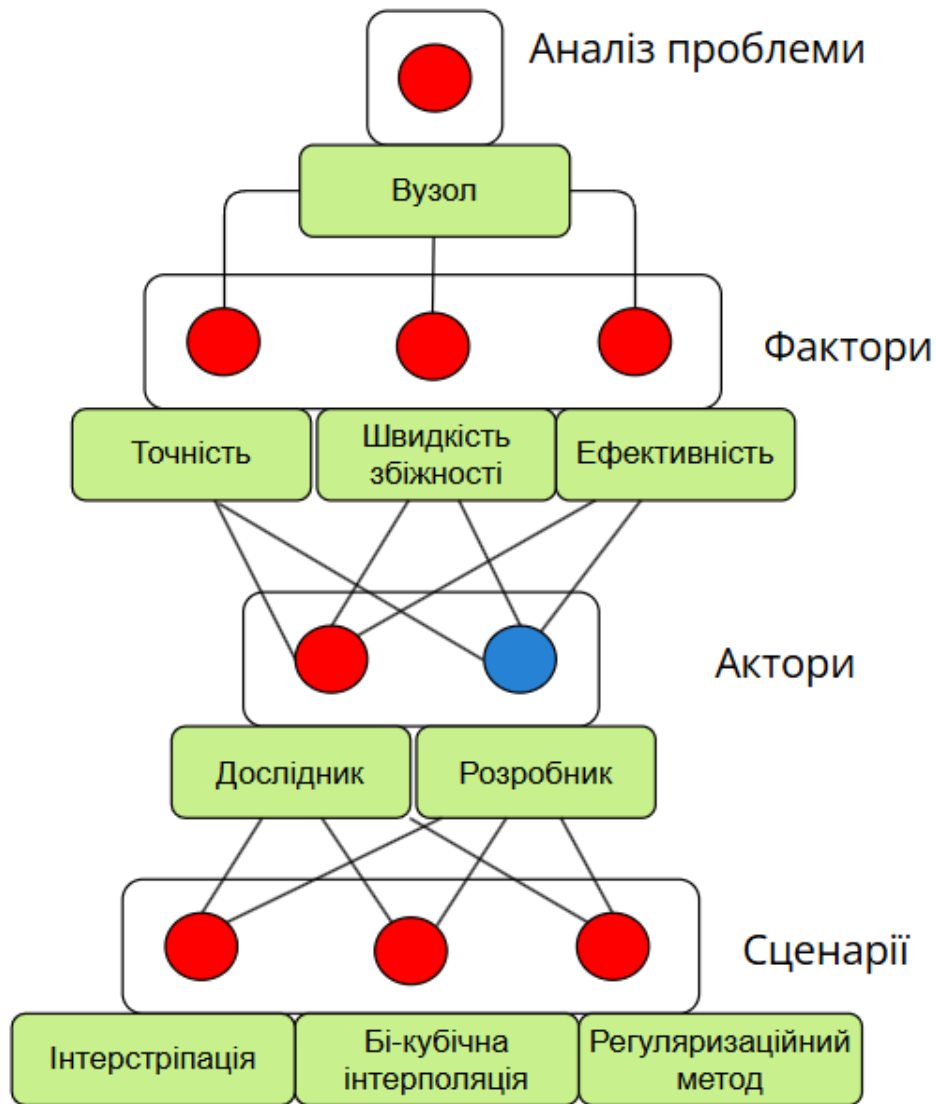 Аналіз проблеми
Вузол
Фактори
Точність
Швидкість
збіжності
Ефективність
Актори
Дослідник
Розробник
Сценарії
Інтерстріпація
Бі-кубічна
інтерполяція
Регуляризаційний
метод